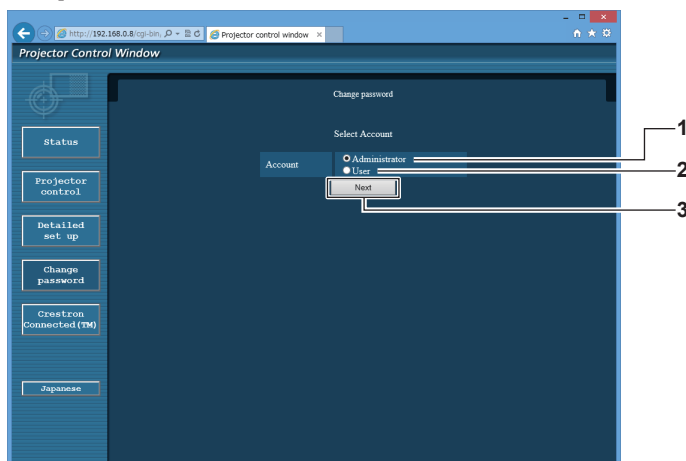 http://192.168.0.8/cgi-bin,
Projector control window
Projector Control Window
Change password
Select Account
Account
Administrator
User
Next
Status
Projector
control
Detailed
set up
Change
password
Crestron
Connected(TM)
Japanese
1
2
3